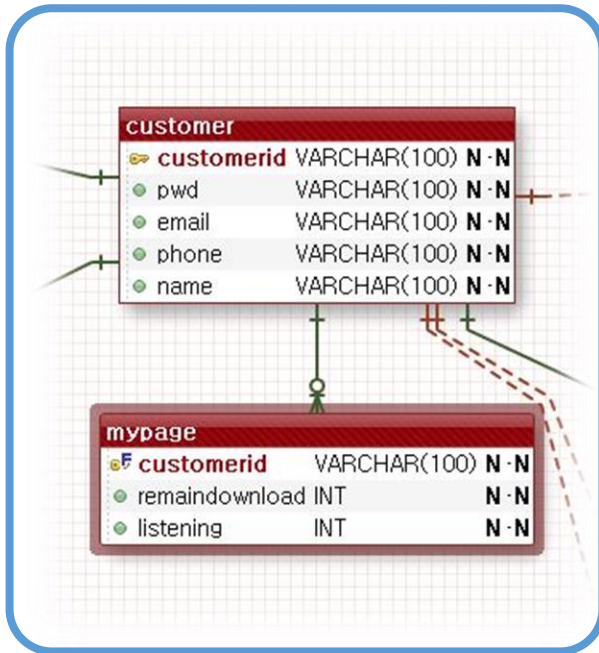 customer
customerid VARCHAR(100) N·N
pwd VARCHAR(100) N·N
email VARCHAR(100) N·N
phone VARCHAR(100) N·N
name VARCHAR(100) N·N
mypage
F customerid VARCHAR(100) N·N
remaindownload INT N·N
listening INT N·N